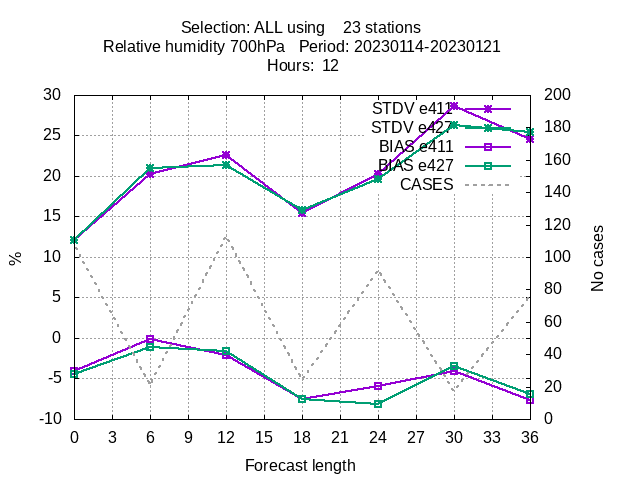 Selection: ALL using 23 stations
Relative humidity 700hPa Period: 20230114-20230121
Hours: 12
30 200
25 180
20 160
15 140
10 120
5 100
0 80
-5 60
-10 40
20
0
STDV e411
STDV e427
BIAS e411
BIAS e427
CASES
%
No cases
0 3 6 9 12 15 18 21 24 27 30 33 36
Forecast length